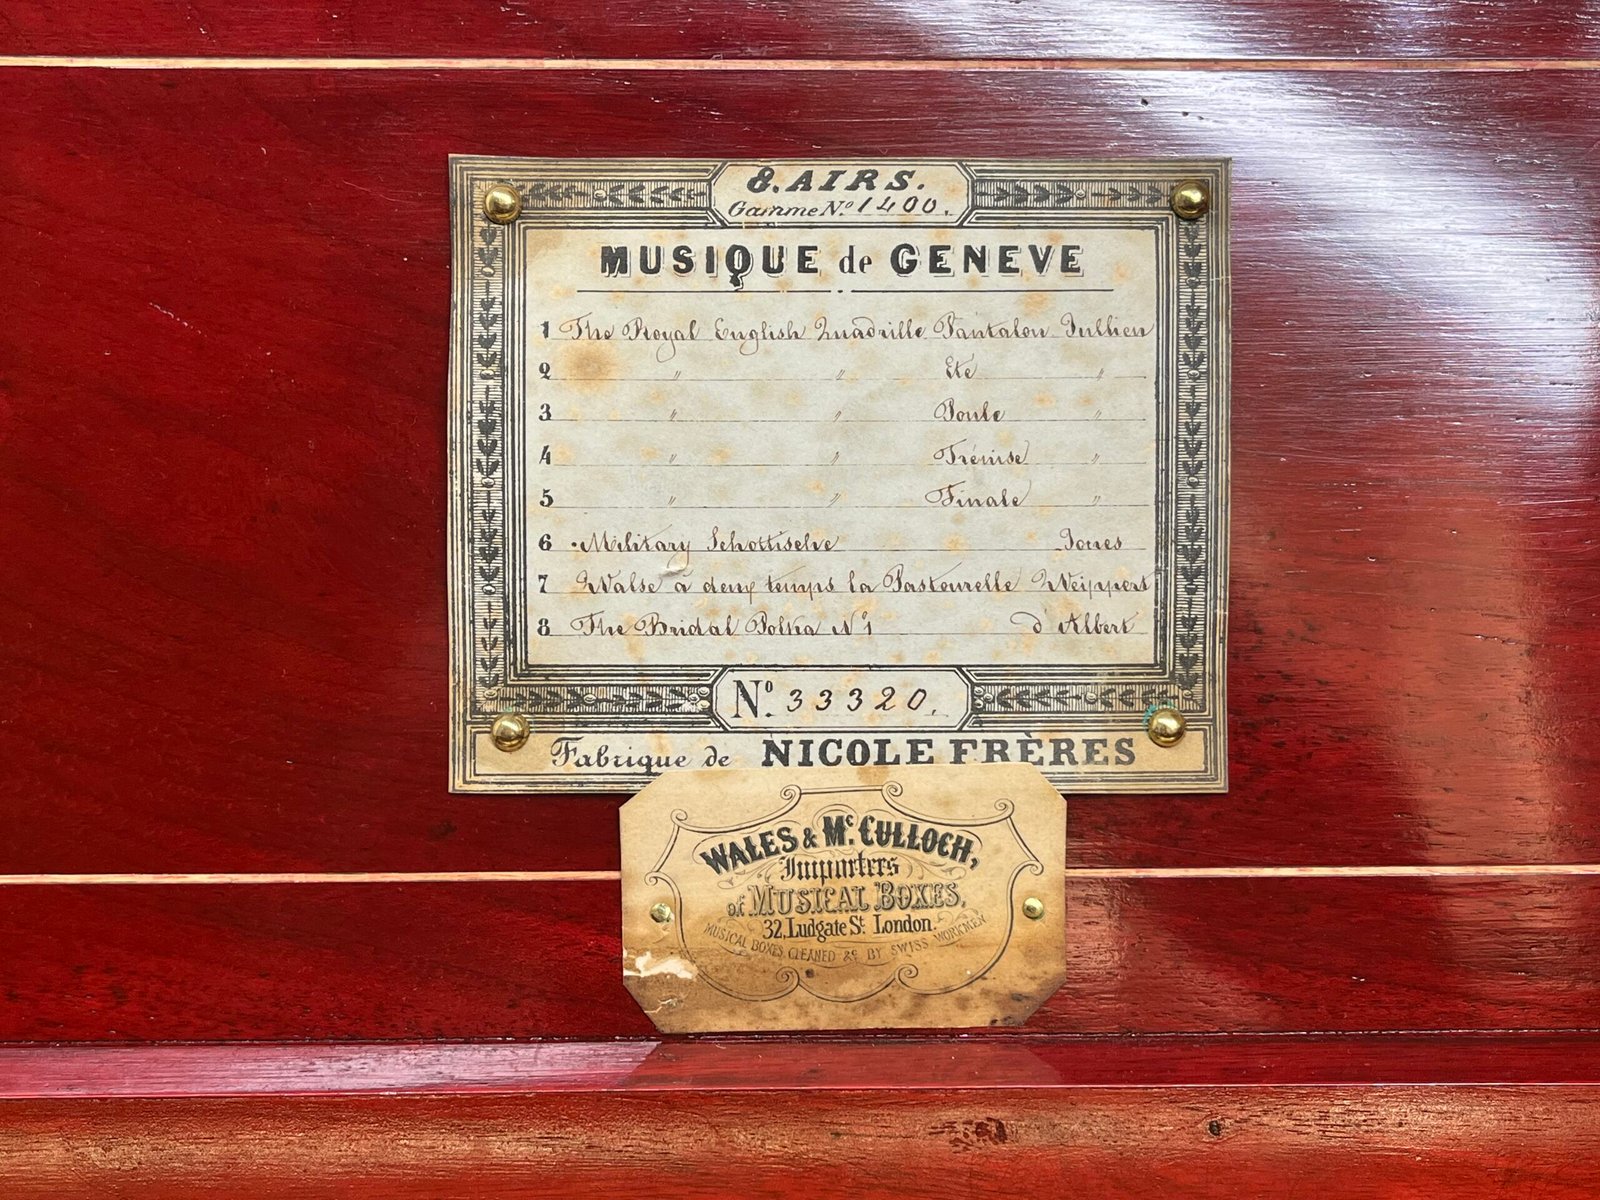 8. AIRS.
Gamme No. 1400.
MUSIQUE de GENEVE
1 The Royal English Quadrille Pantalon Jullien
2 " " Eté "
3 " " Poule "
4 " " Trénise "
5 " " Finale "
6 Military Schottische Jones
7 Walse à deux temps la Pastourelle Weippert
8 The Bridal Polka No 1 d'Albert
No. 33320.
Fabrique de NICOLE FRÈRES
WALES & Mc CULLOCH,
Importers
of MUSICAL BOXES,
32, Ludgate St. London.
MUSICAL BOXES CLEANED &c BY SWISS WORKMEN